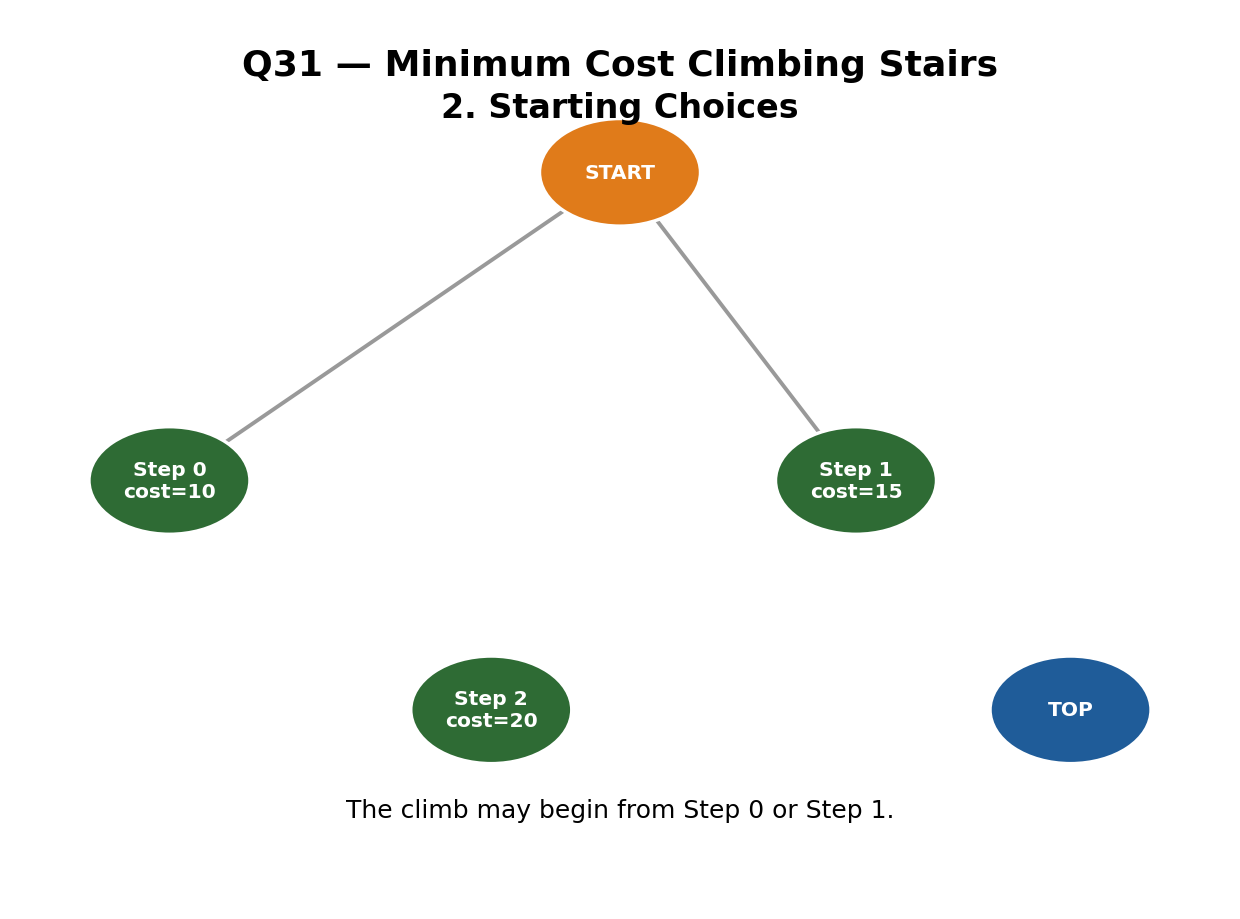 Q31 — Minimum Cost Climbing Stairs
2. Starting Choices
START
Step 0
cost=10
Step 1
cost=15
Step 2
cost=20
TOP
The climb may begin from Step 0 or Step 1.